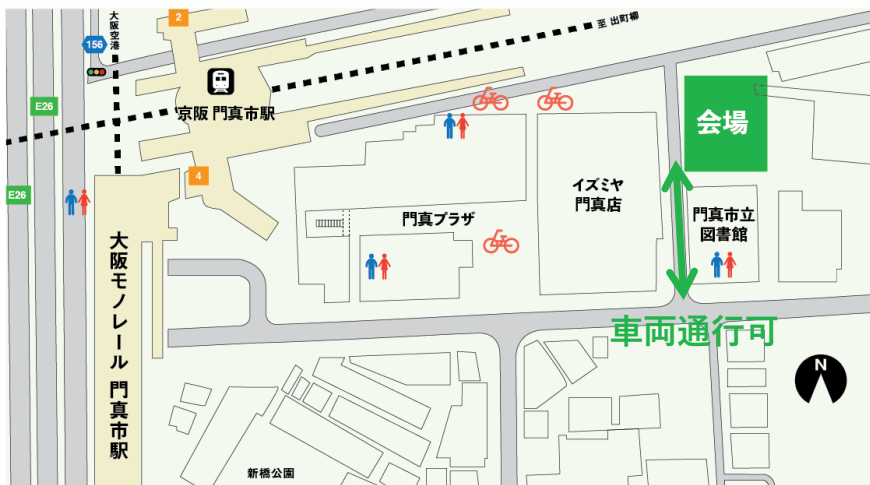 大阪空港
2
156
至 出町柳
E26
京阪 門真市駅
会場
4
E26
イズミヤ
門真店
門真プラザ
門真市立
図書館
大阪モノレール 門真市駅
車両通行可
N
新橋公園